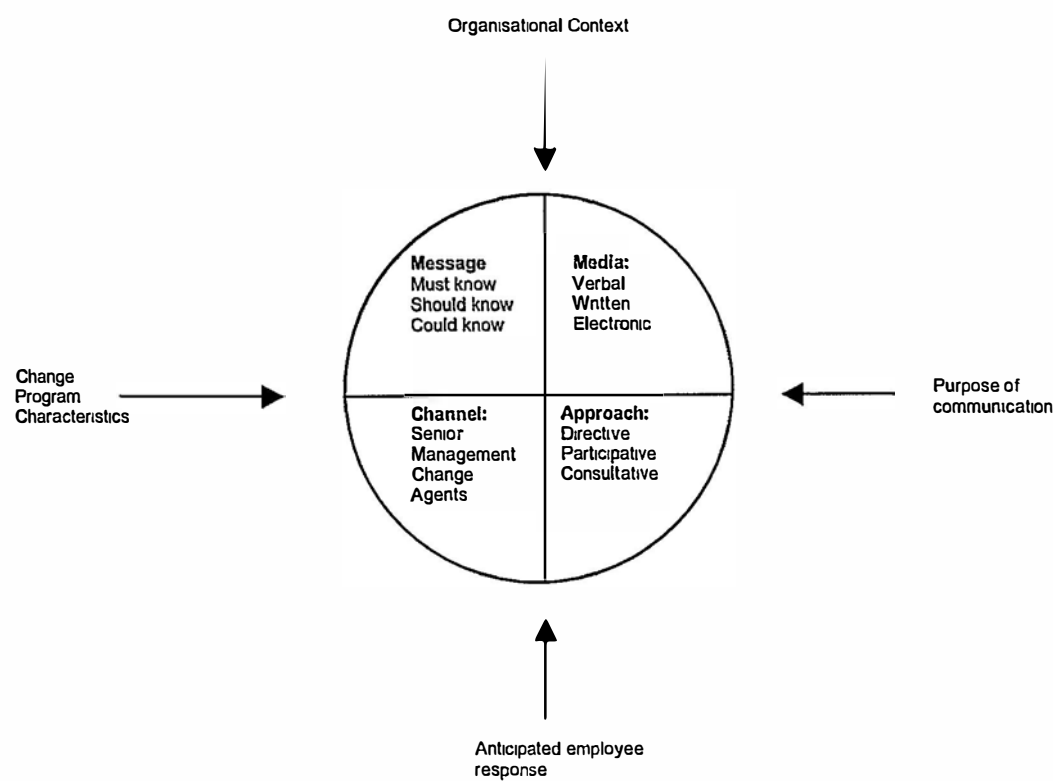 Organisational Context
Message
Must know
Should know
Could know
Media:
Verbal
Written
Electronic
Change
Program
Characteristics
Purpose of
communication
Channel:
Senior
Management
Change
Agents
Approach:
Directive
Participative
Consultative
Anticipated employee
response